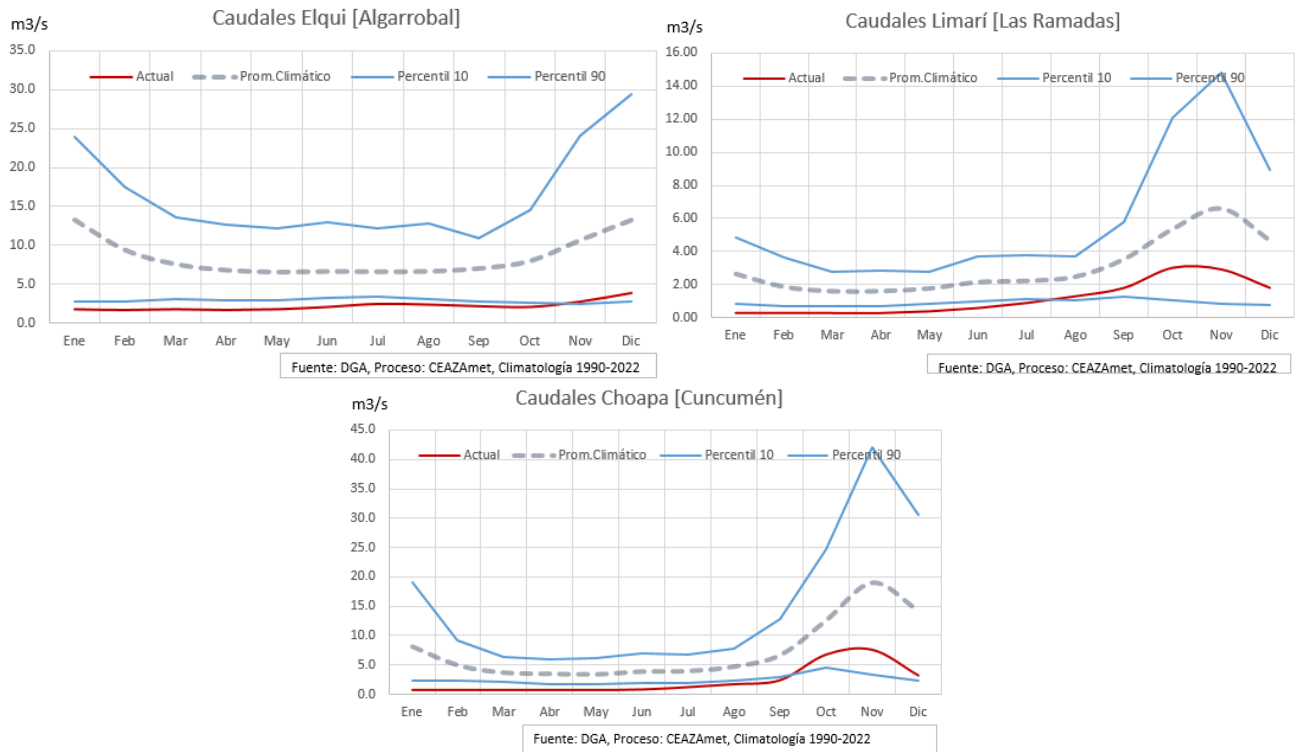 Caudales Elqui [Algarrobal]
m3/s
35.0
30.0
25.0
20.0
15.0
10.0
5.0
0.0
Actual Prom.Climático Percentil 10 Percentil 90
Ene Feb Mar Abr May Jun Jul Ago Sep Oct Nov Dic
Fuente: DGA, Proceso: CEAZAmet, Climatología 1990-2022
Caudales Limarí [Las Ramadas]
m3/s
16.00
14.00
12.00
10.00
8.00
6.00
4.00
2.00
0.00
Actual Prom.Climático Percentil 10 Percentil 90
Ene Feb Mar Abr May Jun Jul Ago Sep Oct Nov Dic
Fuente: DGA, Proceso: CEAZAmet, Climatología 1990-2022
Caudales Choapa [Cuncumén]
m3/s
45.0
40.0
35.0
30.0
25.0
20.0
15.0
10.0
5.0
0.0
Actual Prom.Climático Percentil 10 Percentil 90
Ene Feb Mar Abr May Jun Jul Ago Sep Oct Nov Dic
Fuente: DGA, Proceso: CEAZAmet, Climatología 1990-2022